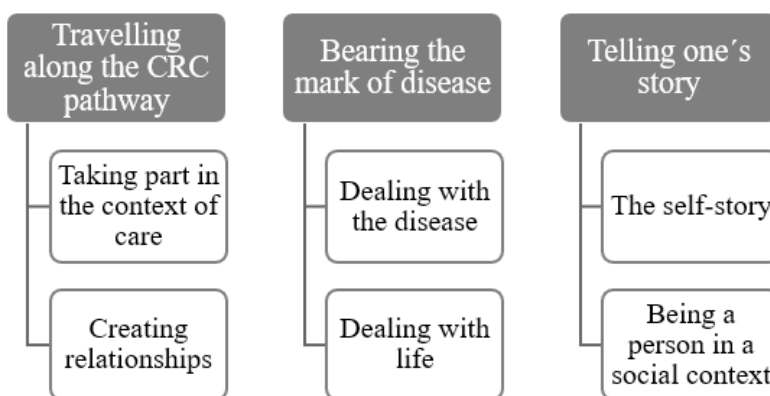 Travelling
along the CRC
pathway
Taking part in
the context of
care
Creating
relationships
Bearing the
mark of disease
Dealing with
the disease
Dealing with
life
Telling one´s
story
The self-story
Being a
person in a
social context